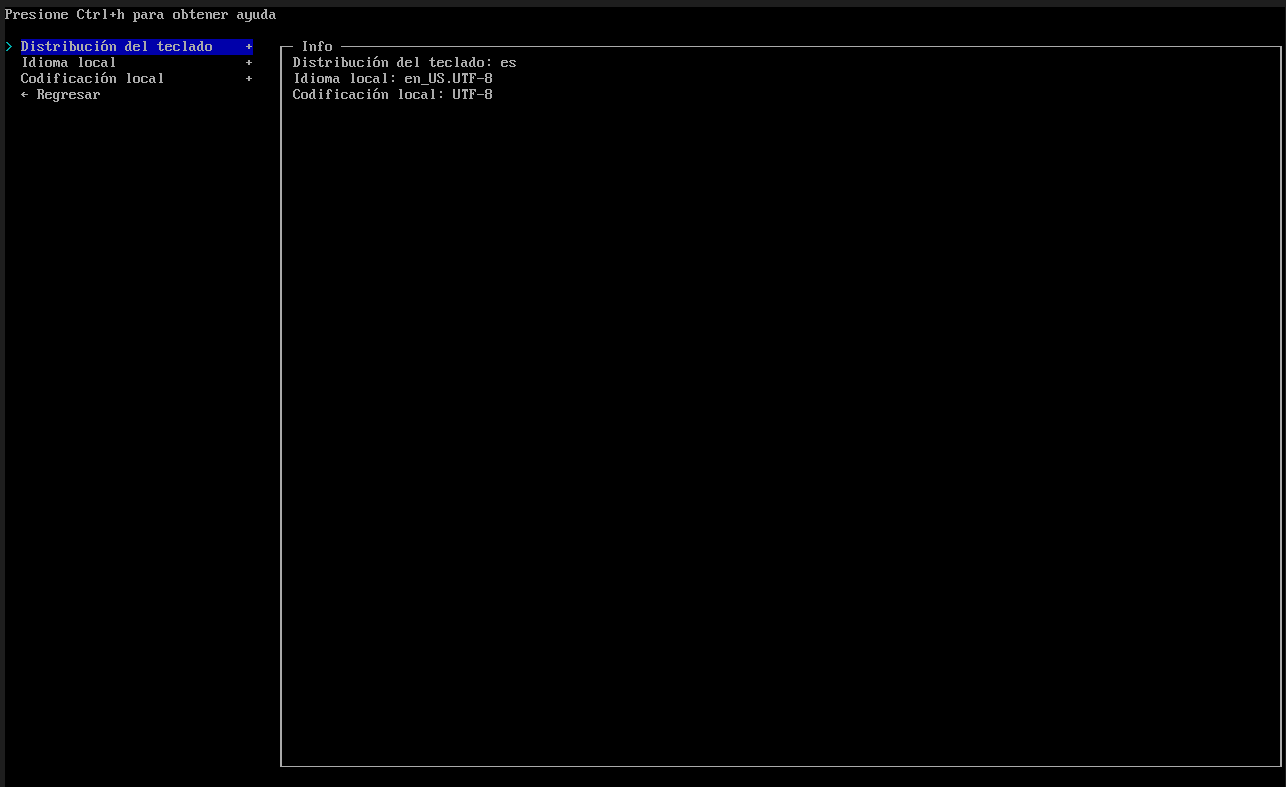 Presione Ctrl+h para obtener ayuda
> Distribución del teclado +
Idioma local +
Codificación local +
← Regresar
Info
Distribución del teclado: es
Idioma local: en_US.UTF-8
Codificación local: UTF-8